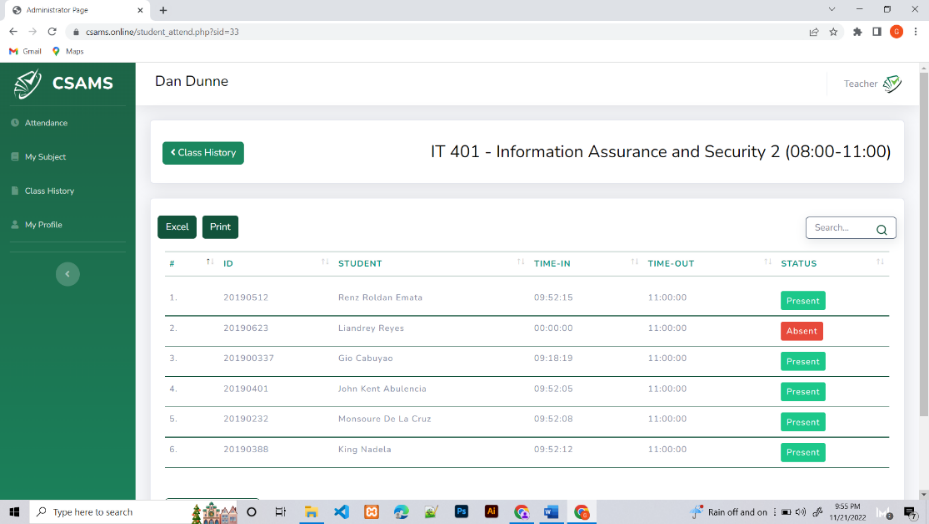 Administrator Page
csams.online/student_attend.php?sid=33
G
Gmail Maps
CSAMS
Dan Dunne
Teacher
Attendance
My Subject
Class History
My Profile
Class History
IT 401 - Information Assurance and Security 2 (08:00-11:00)
Excel Print
Search...
# ID STUDENT TIME-IN TIME-OUT STATUS
1. 20190512 Renz Roldan Emata 09:52:15 11:00:00 Present
2. 20190623 Liandrey Reyes 00:00:00 11:00:00 Absent
3. 201900337 Gio Cabuyao 09:18:19 11:00:00 Present
4. 20190401 John Kent Abulencia 09:52:05 11:00:00 Present
5. 20190232 Monsoure De La Cruz 09:52:08 11:00:00 Present
6. 20190388 King Nadela 09:52:12 11:00:00 Present
Type here to search
Ps
Ai
Rain off and on
9:55 PM
11/21/2022